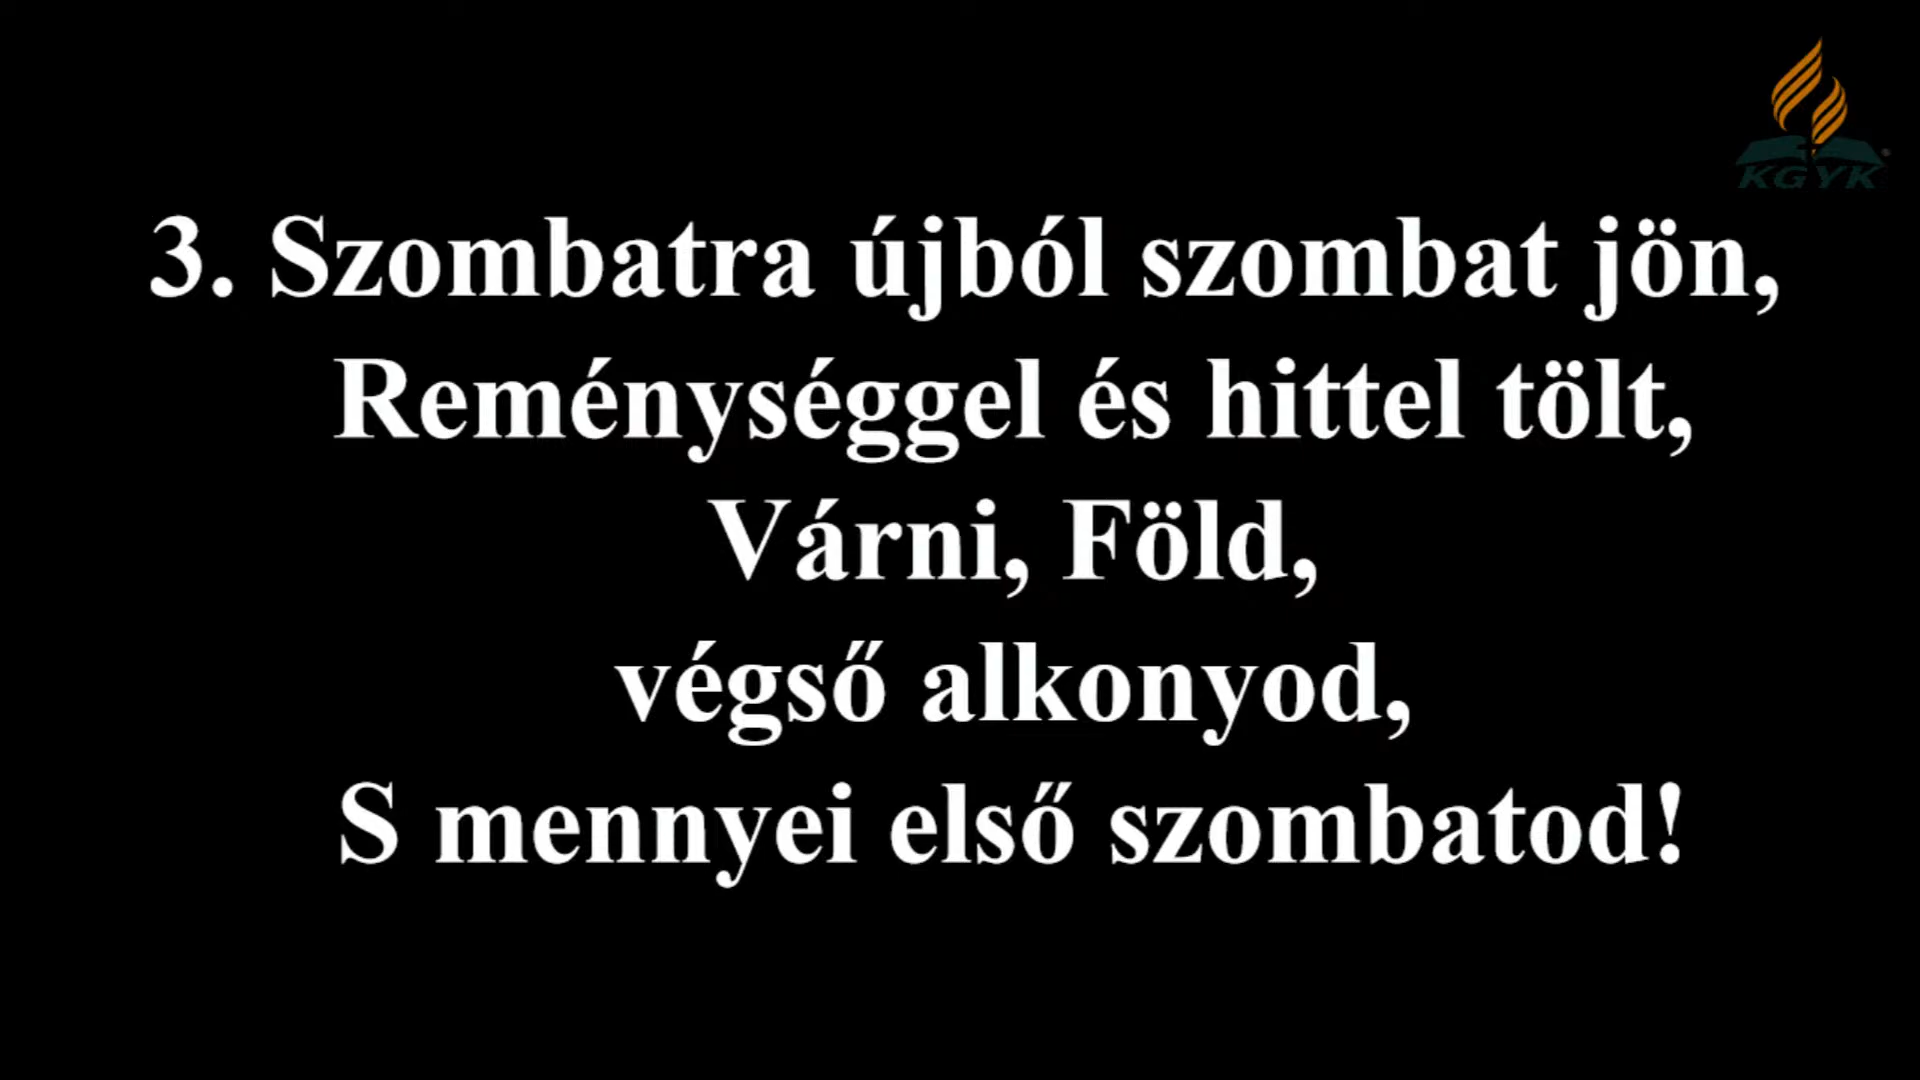 KGYK
3. Szombatra újból szombat jön,
Reménységgel és hittel tölt,
Várni, Föld,
végső alkonyod,
S mennyei első szombatod!